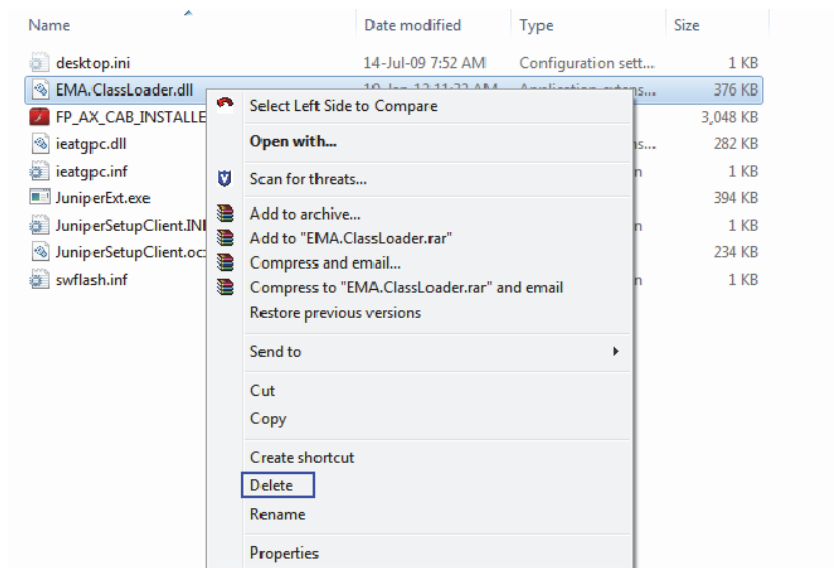 Name Date modified Type Size
desktop.ini 14-Jul-09 7:52 AM Configuration sett... 1 KB
EMA.ClassLoader.dll 376 KB
FP_AX_CAB_INSTALLE 3,048 KB
ieatgpc.dll 282 KB
ieatgpc.inf 1 KB
JuniperExt.exe 394 KB
JuniperSetupClient.INI 1 KB
JuniperSetupClient.oc 234 KB
swflash.inf 1 KB
Select Left Side to Compare
Open with...
Scan for threats...
Add to archive...
Add to "EMA.ClassLoader.rar"
Compress and email...
Compress to "EMA.ClassLoader.rar" and email
Restore previous versions
Send to
Cut
Copy
Create shortcut
Delete
Rename
Properties